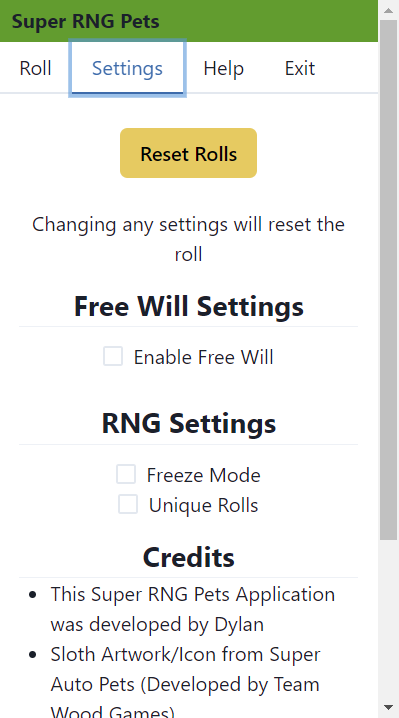 Super RNG Pets
Roll Settings Help Exit
Reset Rolls
Changing any settings will reset the
roll
Free Will Settings
Enable Free Will
RNG Settings
Freeze Mode
Unique Rolls
Credits
• This Super RNG Pets Application
was developed by Dylan
• Sloth Artwork/Icon from Super
Auto Pets (Developed by Team
Wood Games)